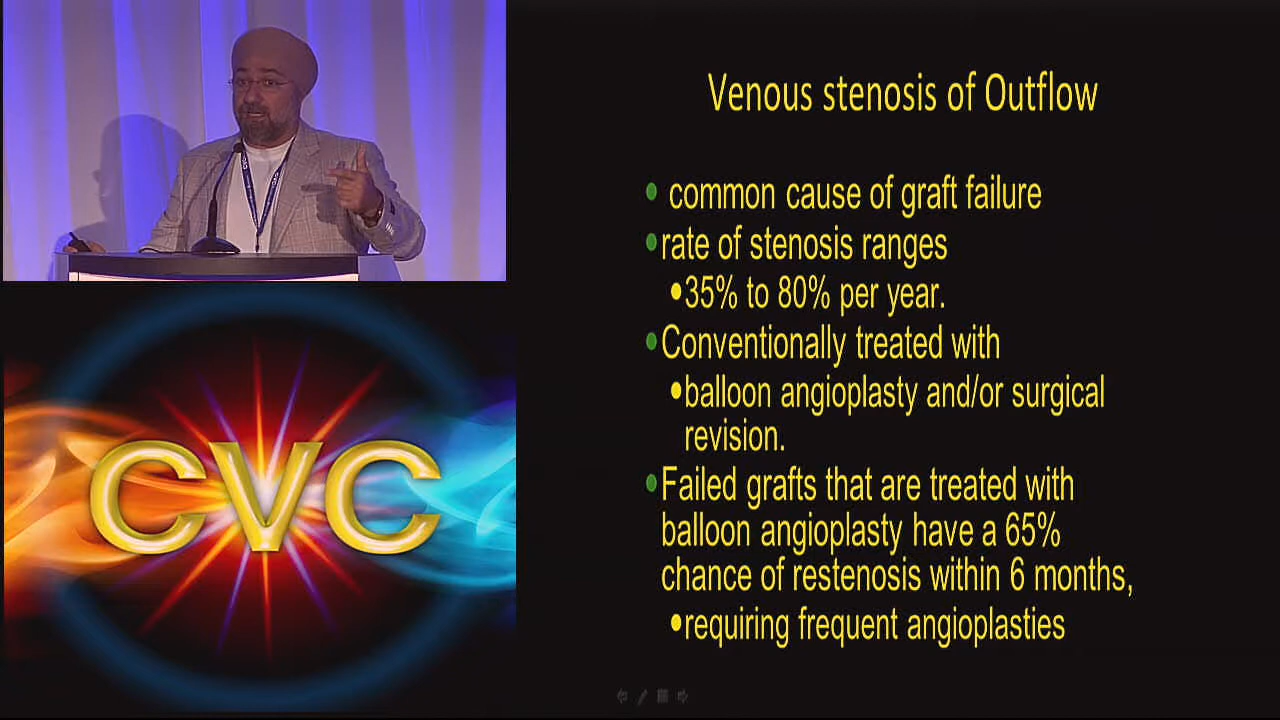 Venous stenosis of Outflow
• common cause of graft failure
•rate of stenosis ranges
•35% to 80% per year.
•Conventionally treated with
•balloon angioplasty and/or surgical
revision.
•Failed grafts that are treated with
balloon angioplasty have a 65%
chance of restenosis within 6 months,
•requiring frequent angioplasties
CVC